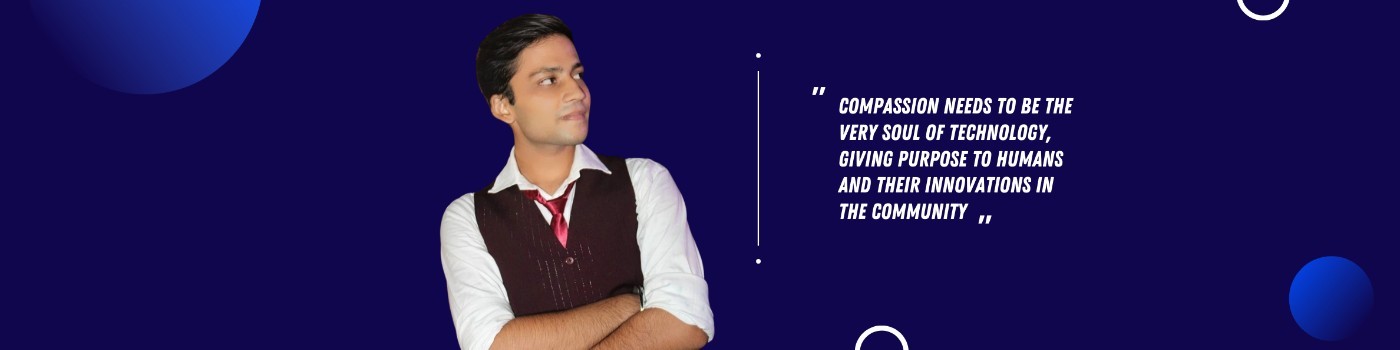 " COMPASSION NEEDS TO BE THE
VERY SOUL OF TECHNOLOGY,
GIVING PURPOSE TO HUMANS
AND THEIR INNOVATIONS IN
THE COMMUNITY "